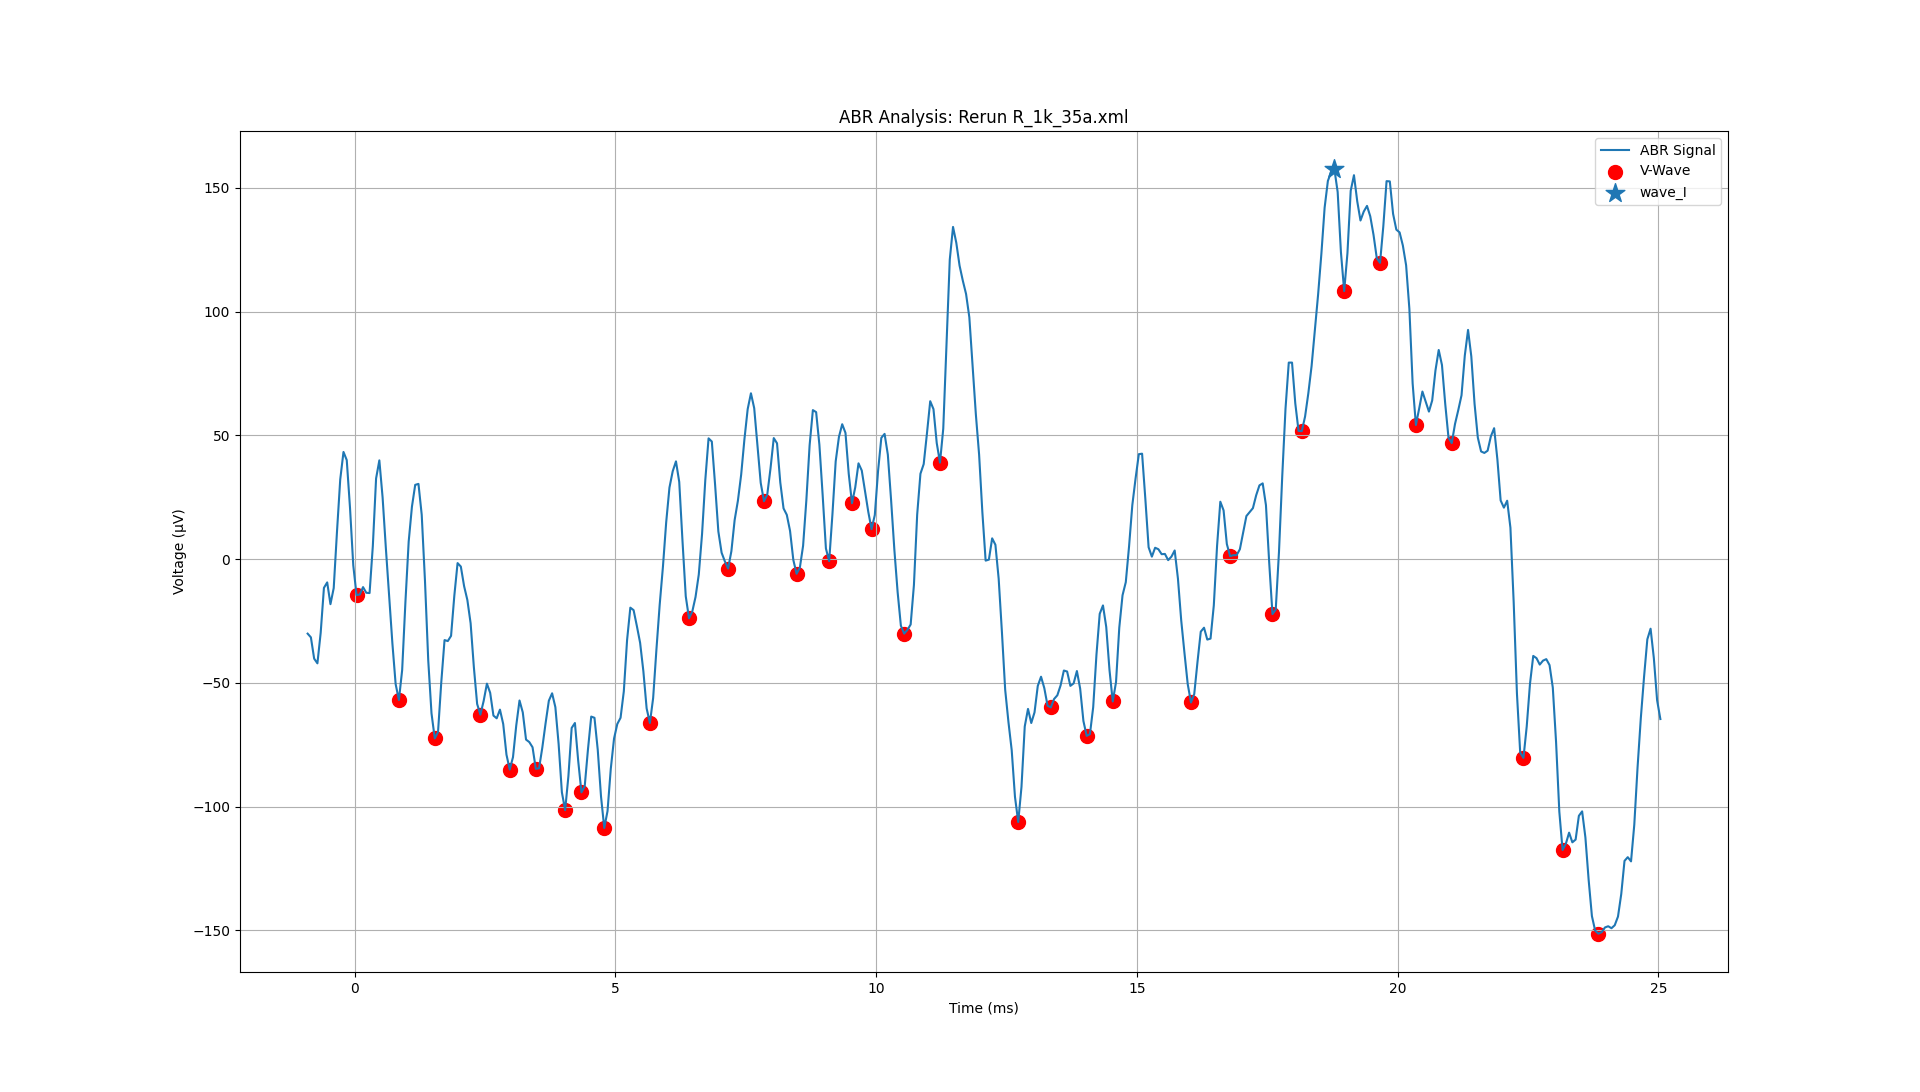 ABR Analysis: Rerun R_1k_35a.xml
ABR Signal
V-Wave
wave_I
Voltage (µV)
150
100
50
0
−50
−100
−150
0 5 10 15 20 25
Time (ms)